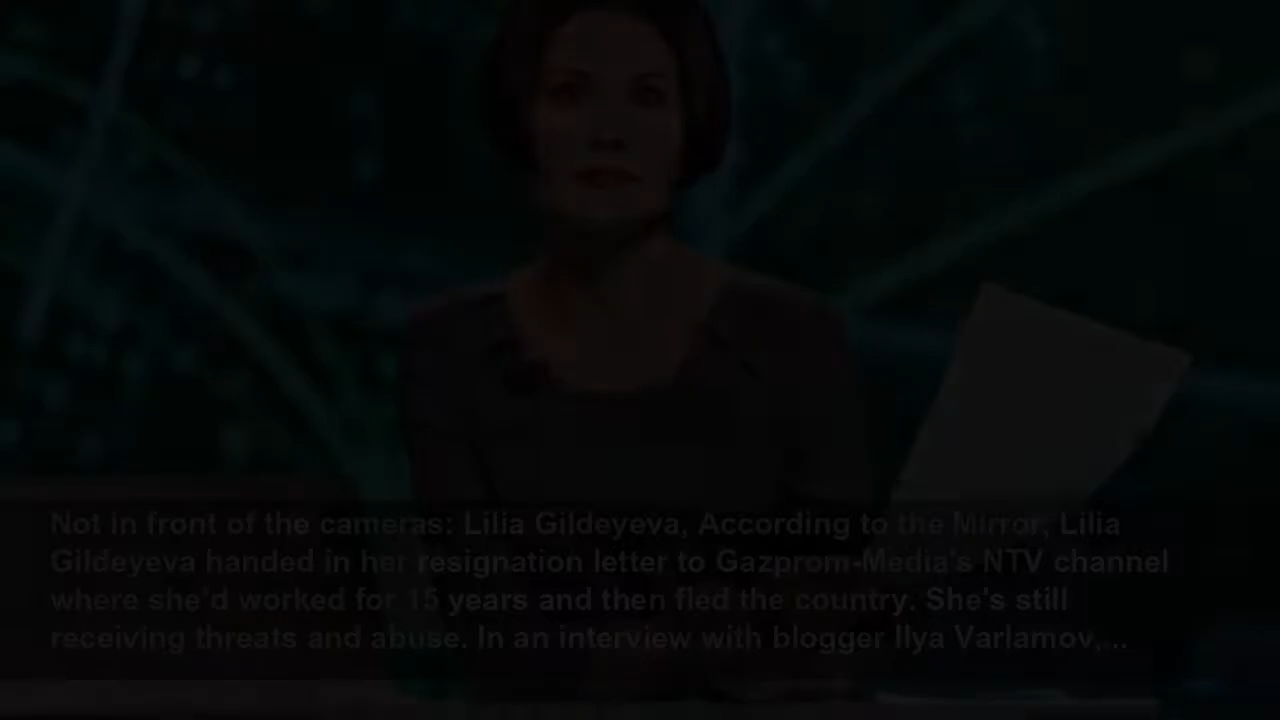 Not in front of the cameras: Lilia Gildeyeva, According to the Mirror, Lilia
Gildeyeva handed in her resignation letter to Gazprom-Media's NTV channel
where she'd worked for 15 years and then fled the country. She's still
receiving threats and abuse. In an interview with blogger Ilya Varlamov,...